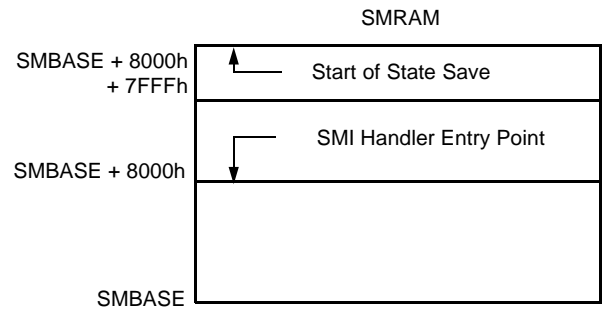 SMRAM
SMBASE + 8000h
+ 7FFFh
Start of State Save
SMI Handler Entry Point
SMBASE + 8000h
SMBASE